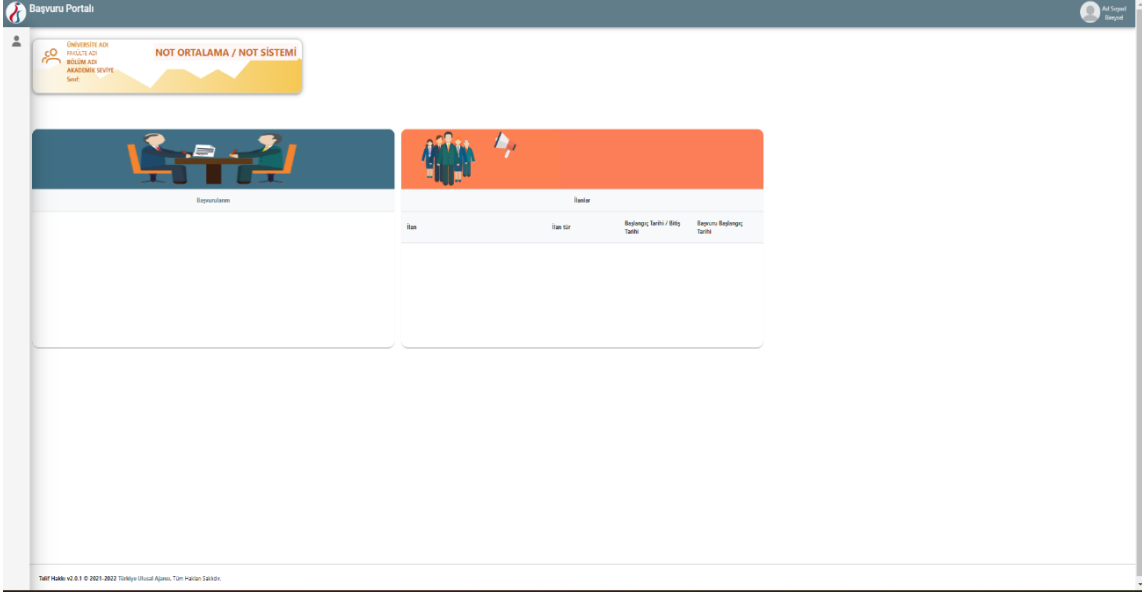 Başvuru Portalı
Ad Soyad
Bireysel
ÜNİVERSİTE ADI
FAKÜLTE ADI
BÖLÜM ADI
AKADEMİK SEVİYE
Sınıf:
NOT ORTALAMA / NOT SİSTEMİ
Başvurularım
İlanlar
İlan
İlan tür
Başlangıç Tarihi / Bitiş
Tarihi
Başvuru Başlangıç
Tarihi
Telif Hakkı v2.0.1 © 2021-2022 Türkiye Ulusal Ajansı. Tüm Hakları Saklıdır.